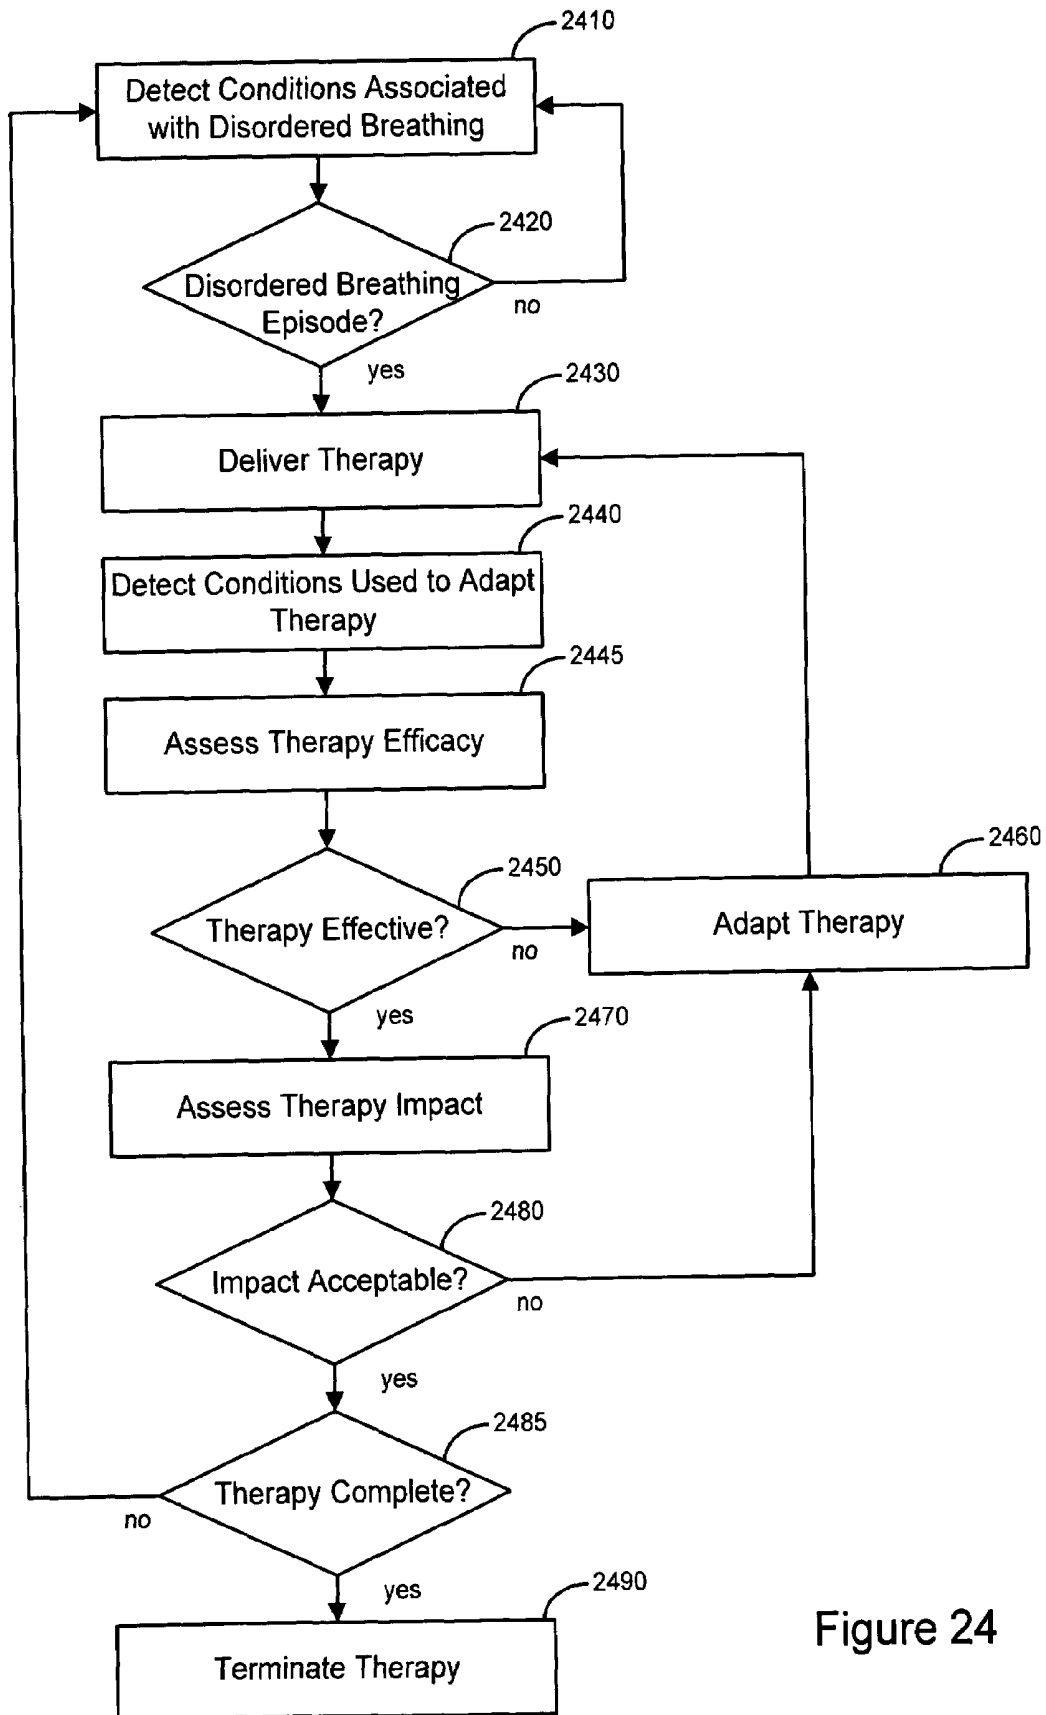 2410
Detect Conditions Associated
with Disordered Breathing
2420
Disordered Breathing
Episode?
no
yes
2430
Deliver Therapy
2440
Detect Conditions Used to Adapt
Therapy
2445
Assess Therapy Efficacy
2450
2460
Therapy Effective?
Adapt Therapy
no
yes
2470
Assess Therapy Impact
2480
Impact Acceptable?
no
yes
2485
Therapy Complete?
no
yes
2490
Terminate Therapy
Figure 24